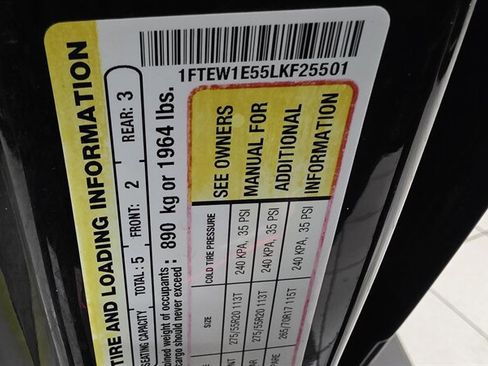 1FTEW1E55LKF25501
TIRE AND LOADING INFORMATION
SEATING CAPACITY TOTAL: 5 FRONT: 2 REAR: 3
weight of occupants
cargo should never exceed : 890 kg or 1964 lbs.
SIZE COLD TIRE PRESSURE SEE OWNERS
275/55R20 113T 240 KPA, 35 PSI MANUAL FOR
275/55R20 113T 240 KPA, 35 PSI ADDITIONAL
265/70R17 115T 240 KPA, 35 PSI INFORMATION